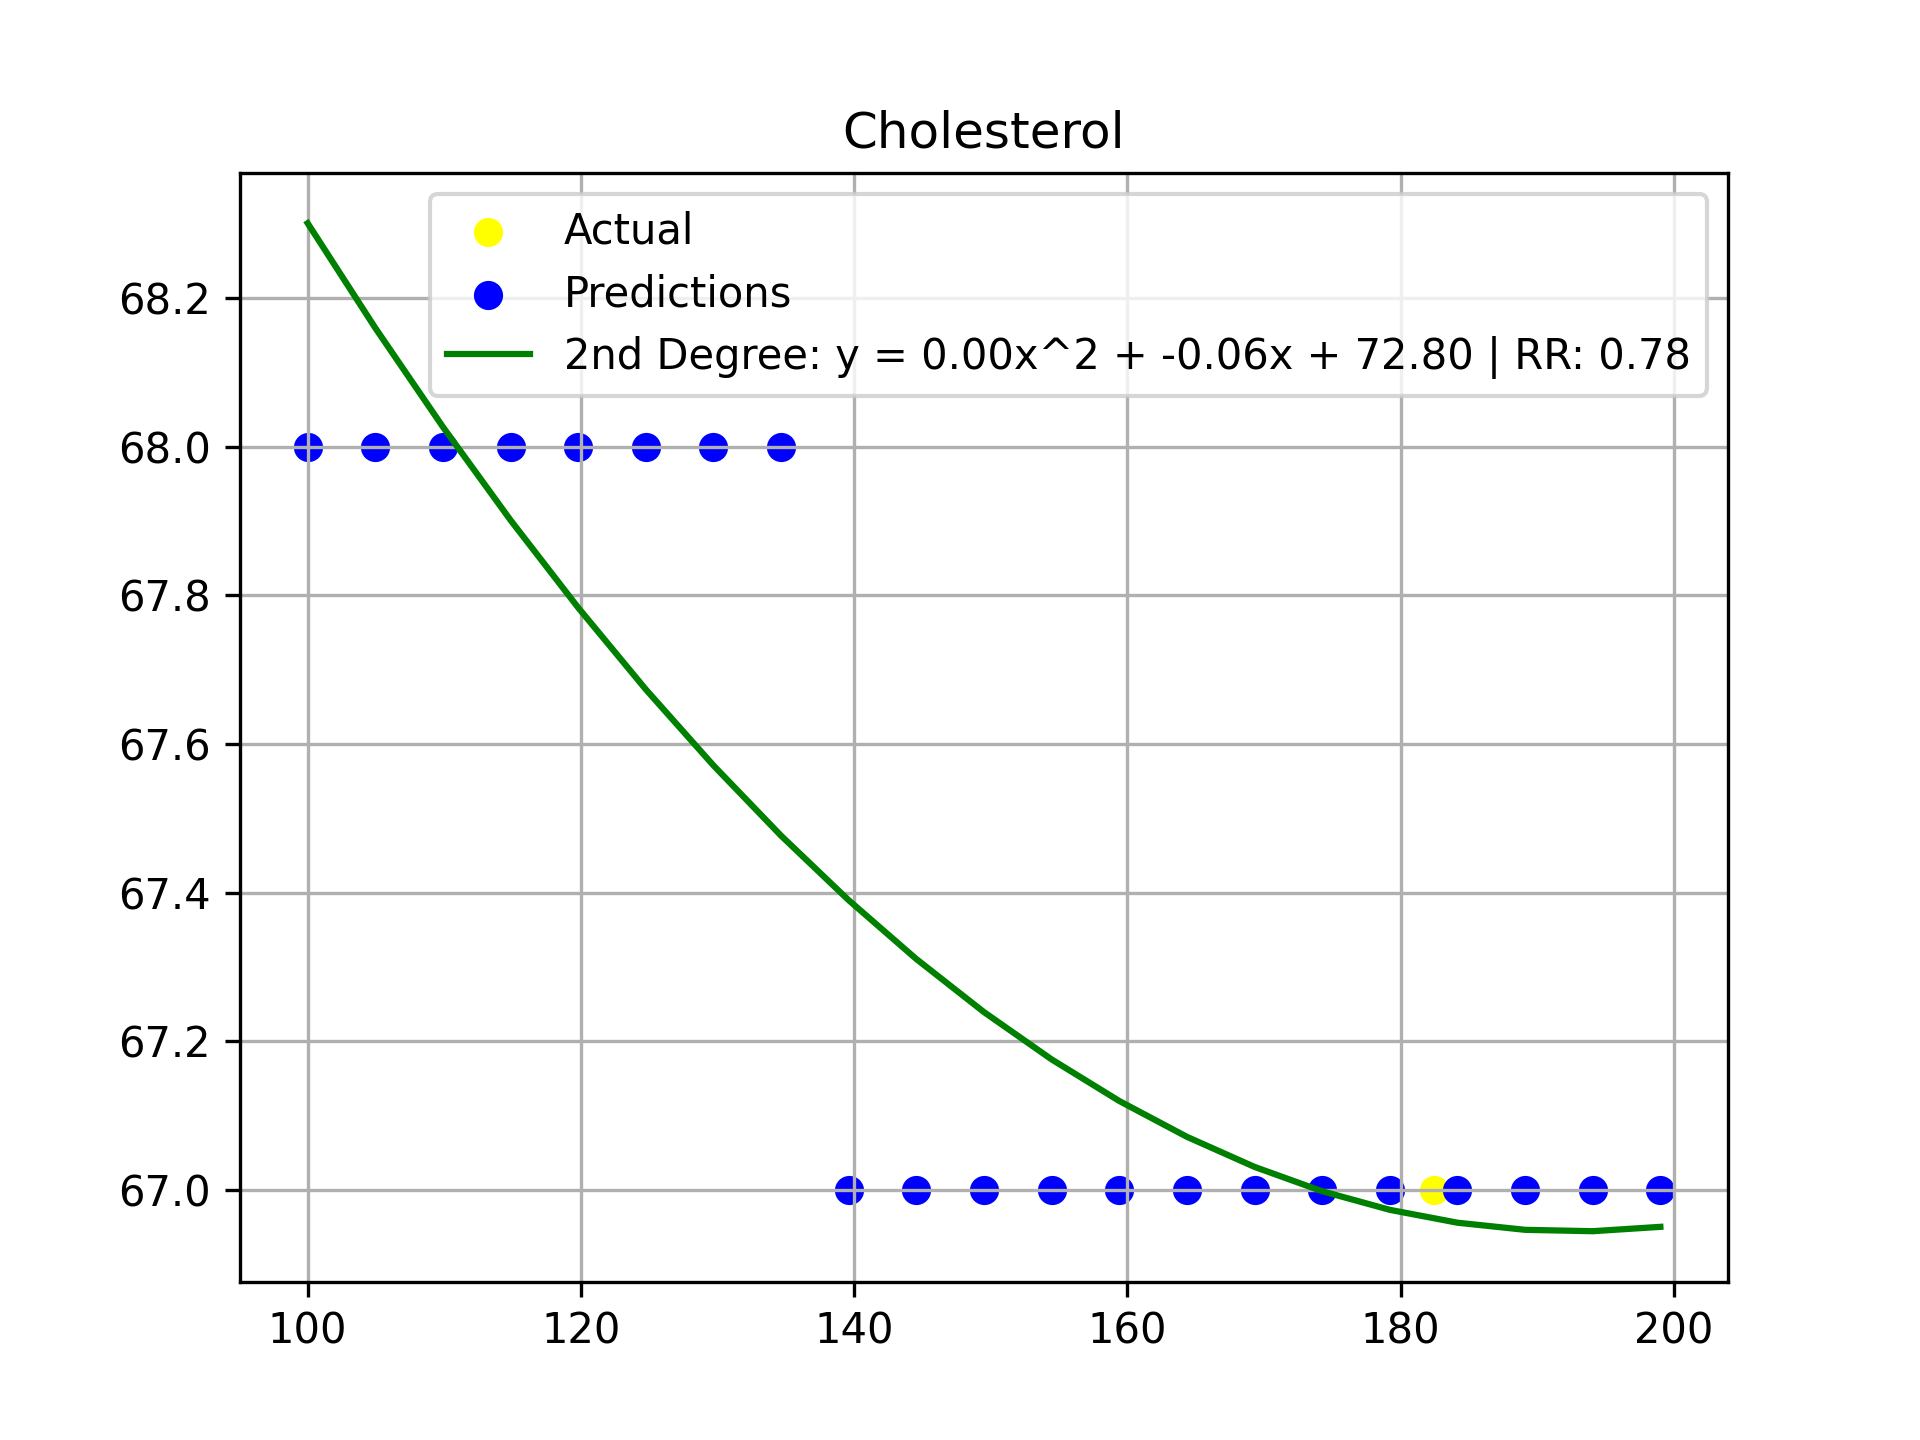 Cholesterol
Actual
Predictions
2nd Degree: y = 0.00x^2 + -0.06x + 72.80 | RR: 0.78
68.2
68.0
67.8
67.6
67.4
67.2
67.0
100 120 140 160 180 200